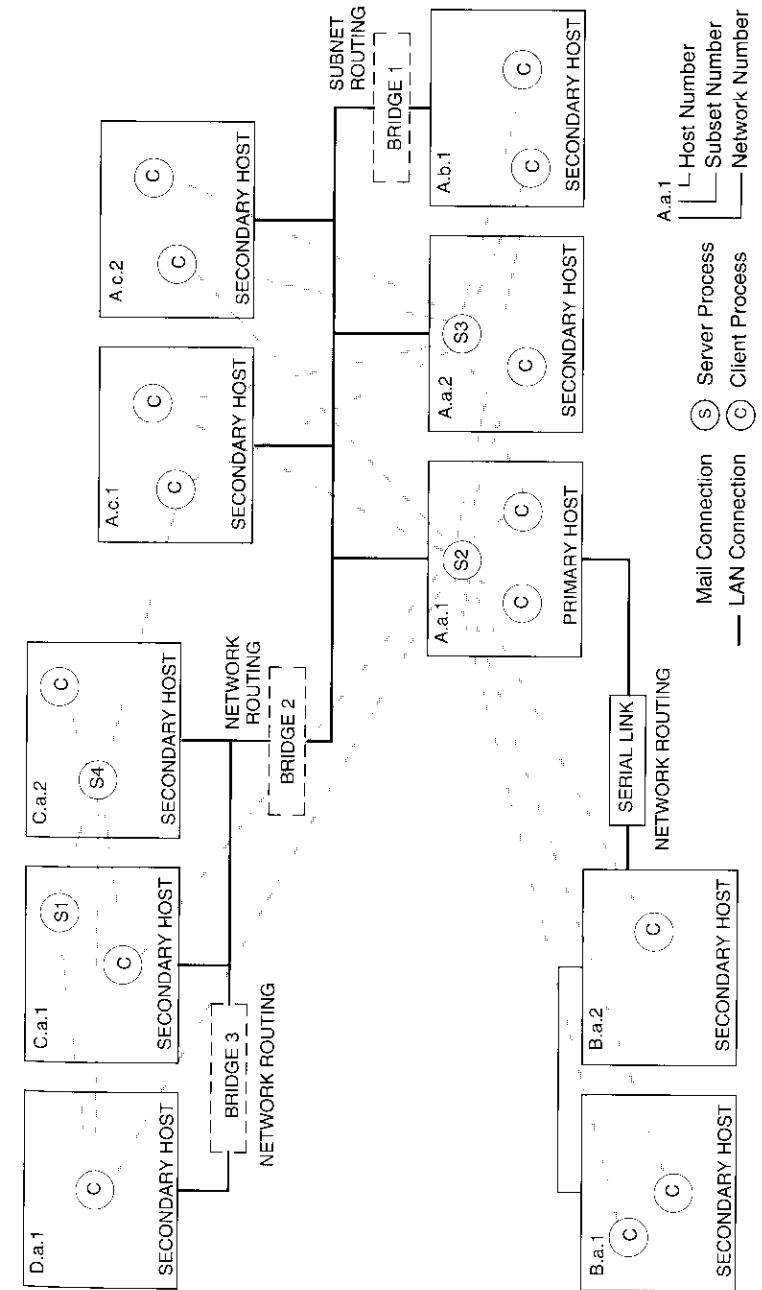 D.a.1
C
SECONDARY HOST
C.a.1
S1
C
SECONDARY HOST
C.a.2
S4
C
SECONDARY HOST
A.c.1
C
C
SECONDARY HOST
A.c.2
C
C
SECONDARY HOST
BRIDGE 3
NETWORK ROUTING
NETWORK
ROUTING
BRIDGE 2
SUBNET
ROUTING
BRIDGE 1
B.a.1
C
C
SECONDARY HOST
B.a.2
C
SECONDARY HOST
SERIAL LINK
NETWORK ROUTING
A.a.1
S2
C
C
PRIMARY HOST
A.a.2
S3
C
SECONDARY HOST
A.b.1
C
C
SECONDARY HOST
Mail Connection
LAN Connection
S Server Process
C Client Process
A.a.1
Host Number
Subset Number
Network Number